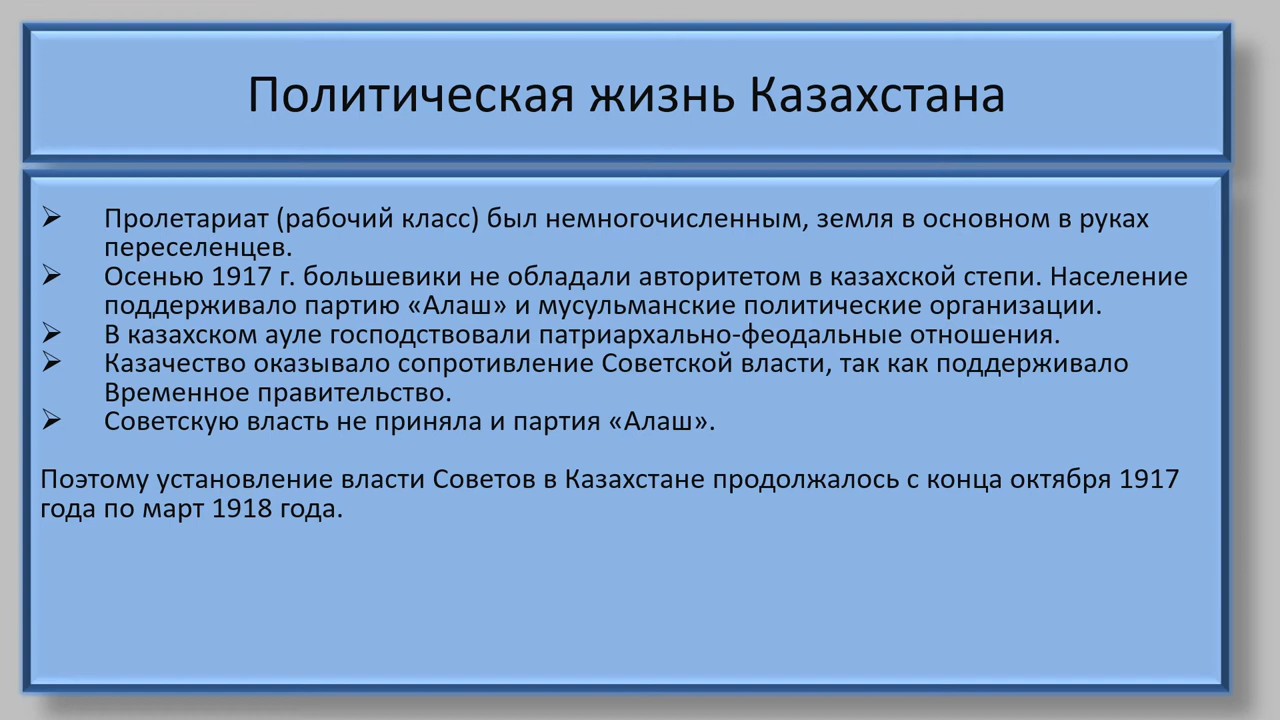 Политическая жизнь Казахстана
➢ Пролетариат (рабочий класс) был немногочисленным, земля в основном в руках
переселенцев.
➢ Осенью 1917 г. большевики не обладали авторитетом в казахской степи. Население
поддерживало партию «Алаш» и мусульманские политические организации.
➢ В казахском ауле господствовали патриархально-феодальные отношения.
➢ Казачество оказывало сопротивление Советской власти, так как поддерживало
Временное правительство.
➢ Советскую власть не приняла и партия «Алаш».
Поэтому установление власти Советов в Казахстане продолжалось с конца октября 1917
года по март 1918 года.